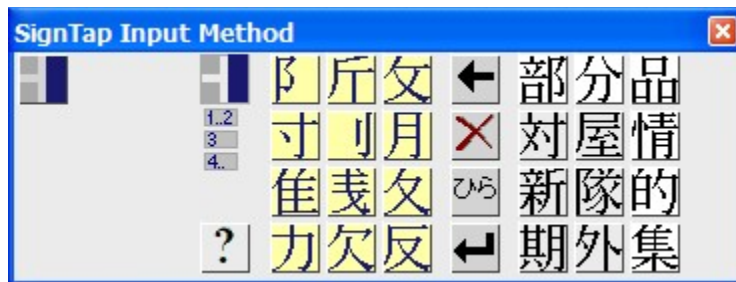 SignTap Input Method
阝 斤 攵 部 分 品
1..2
3
4..
寸 刂 月 対 屋 情
隹 夂 ひら 新 隊 的
? 力 欠 反 期 外 集